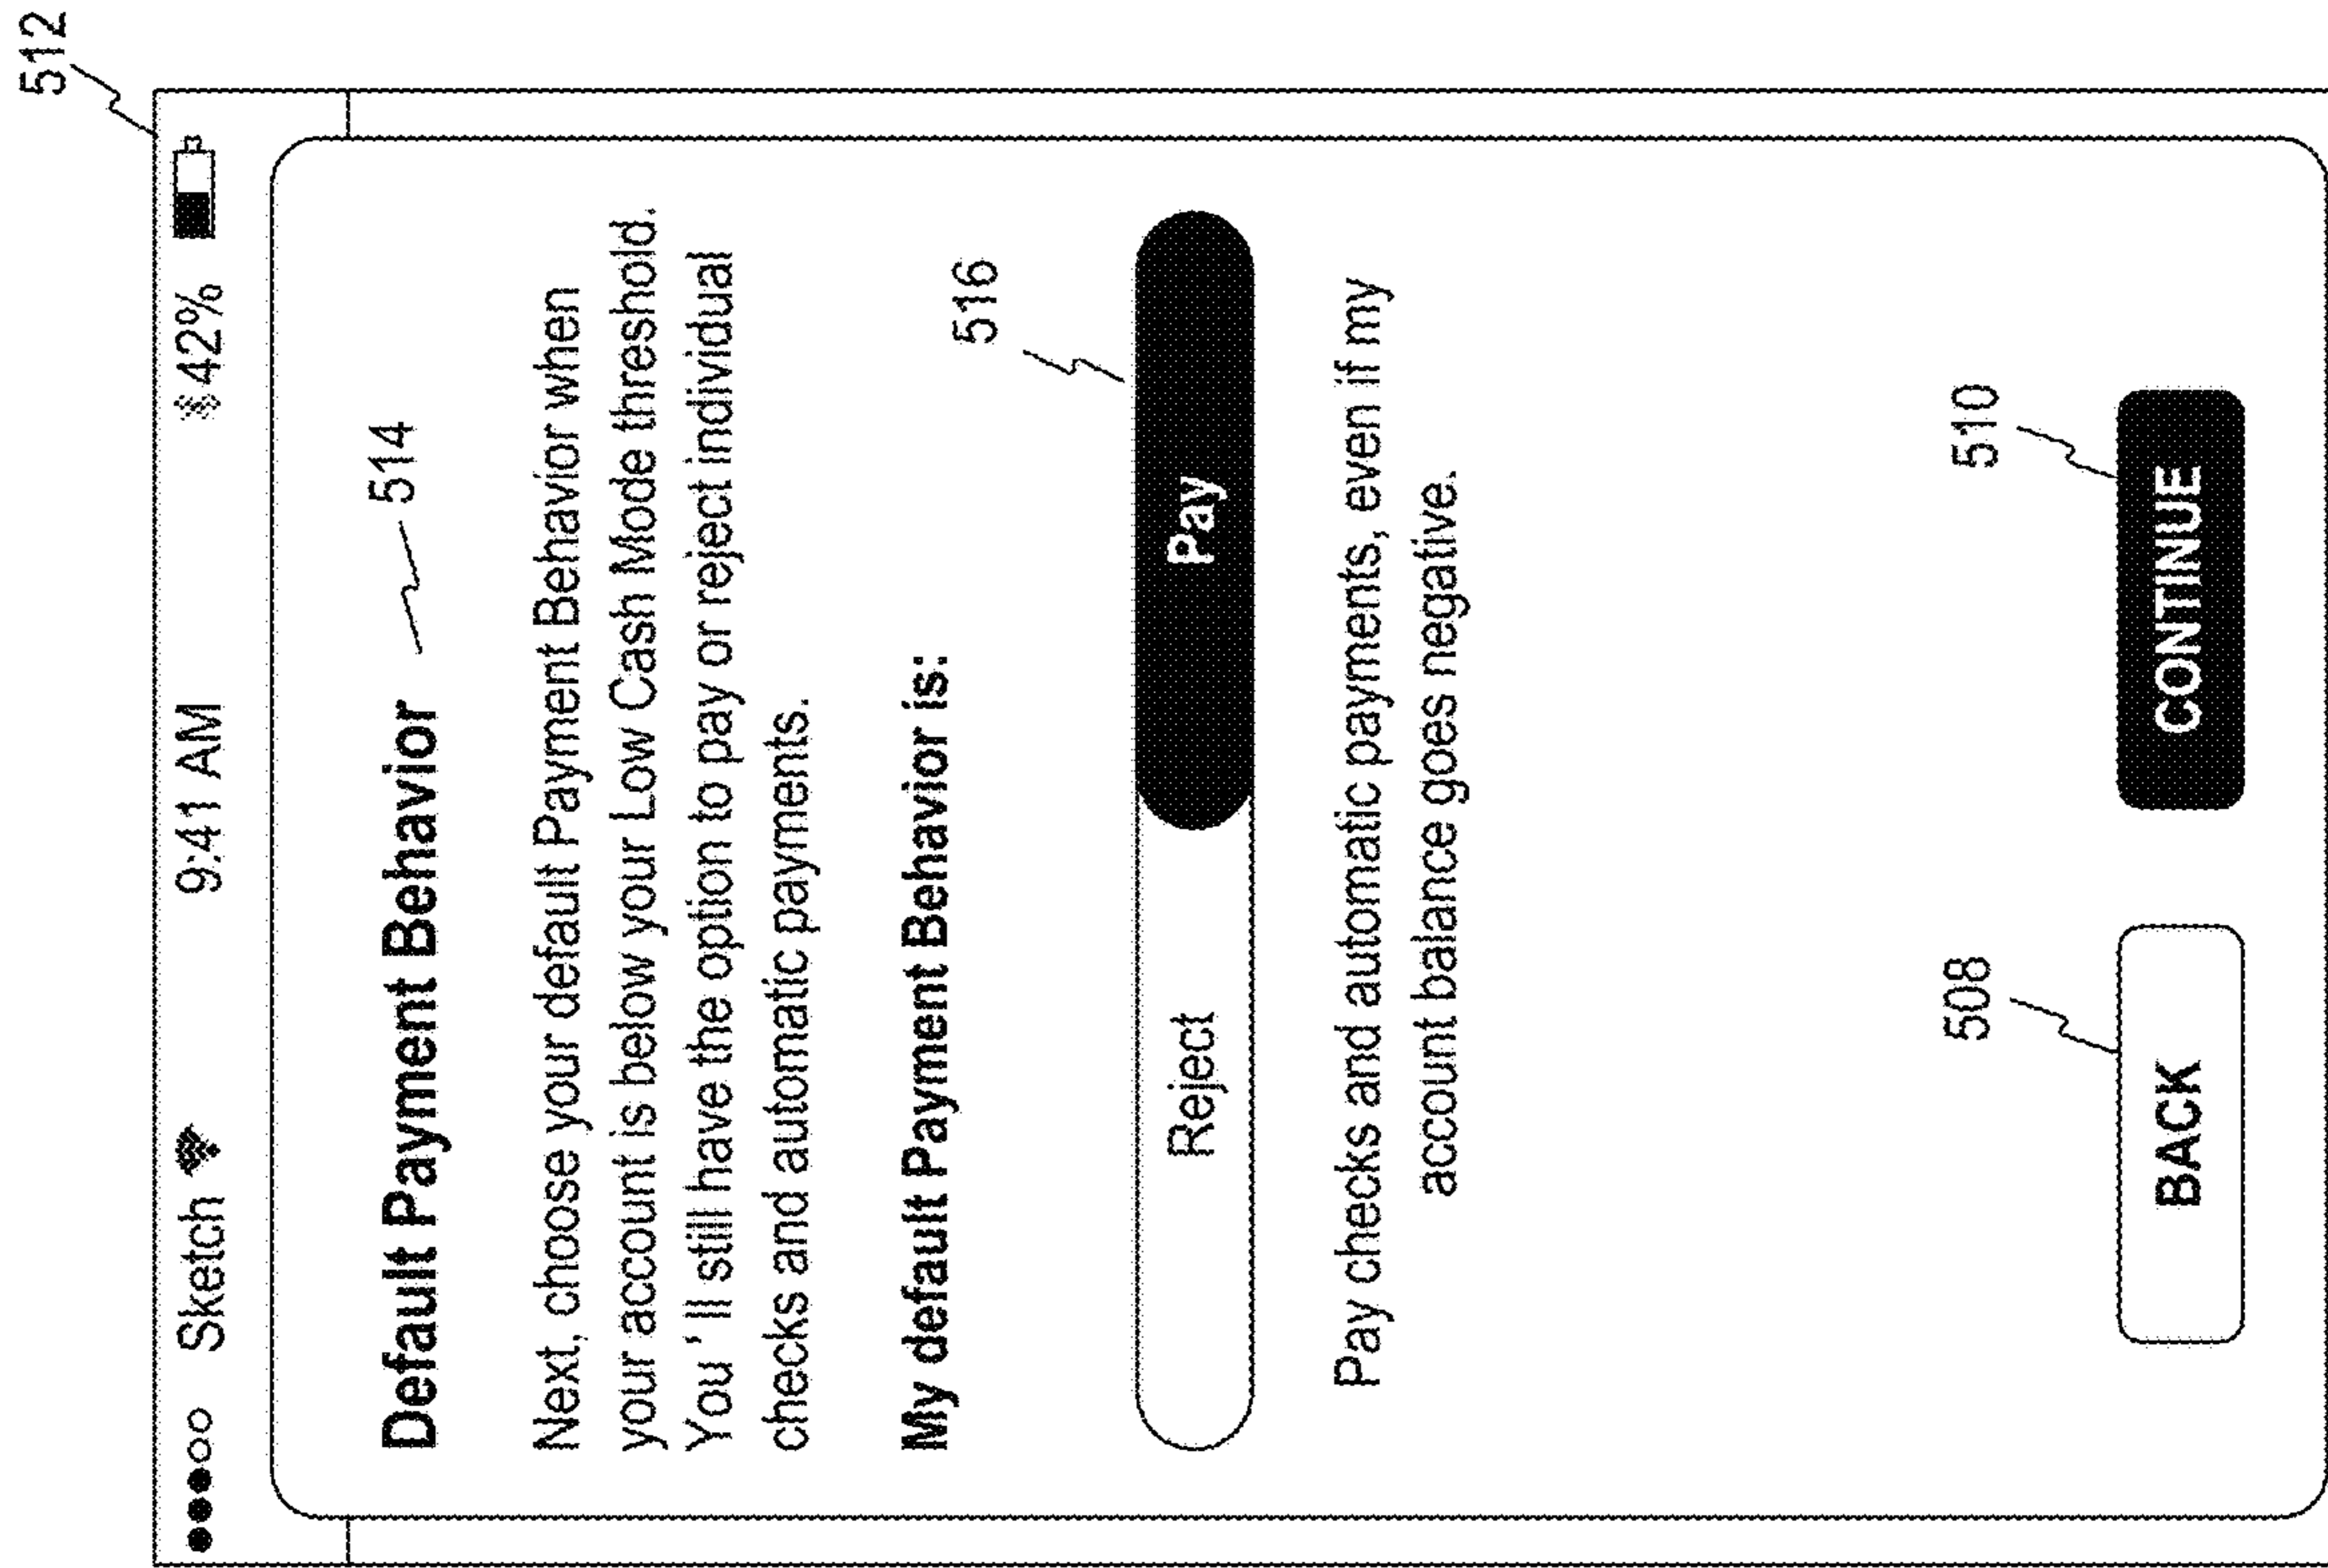 512
Sketch 9:41 AM 42%
Default Payment Behavior 514
Next, choose your default Payment Behavior when
your account is below your Low Cash Mode threshold.
You ' ll still have the option to pay or reject individual
checks and automatic payments.
My default Payment Behavior is:
516
Reject Pay
Pay checks and automatic payments, even if my
account balance goes negative.
508 510
BACK CONTINUE